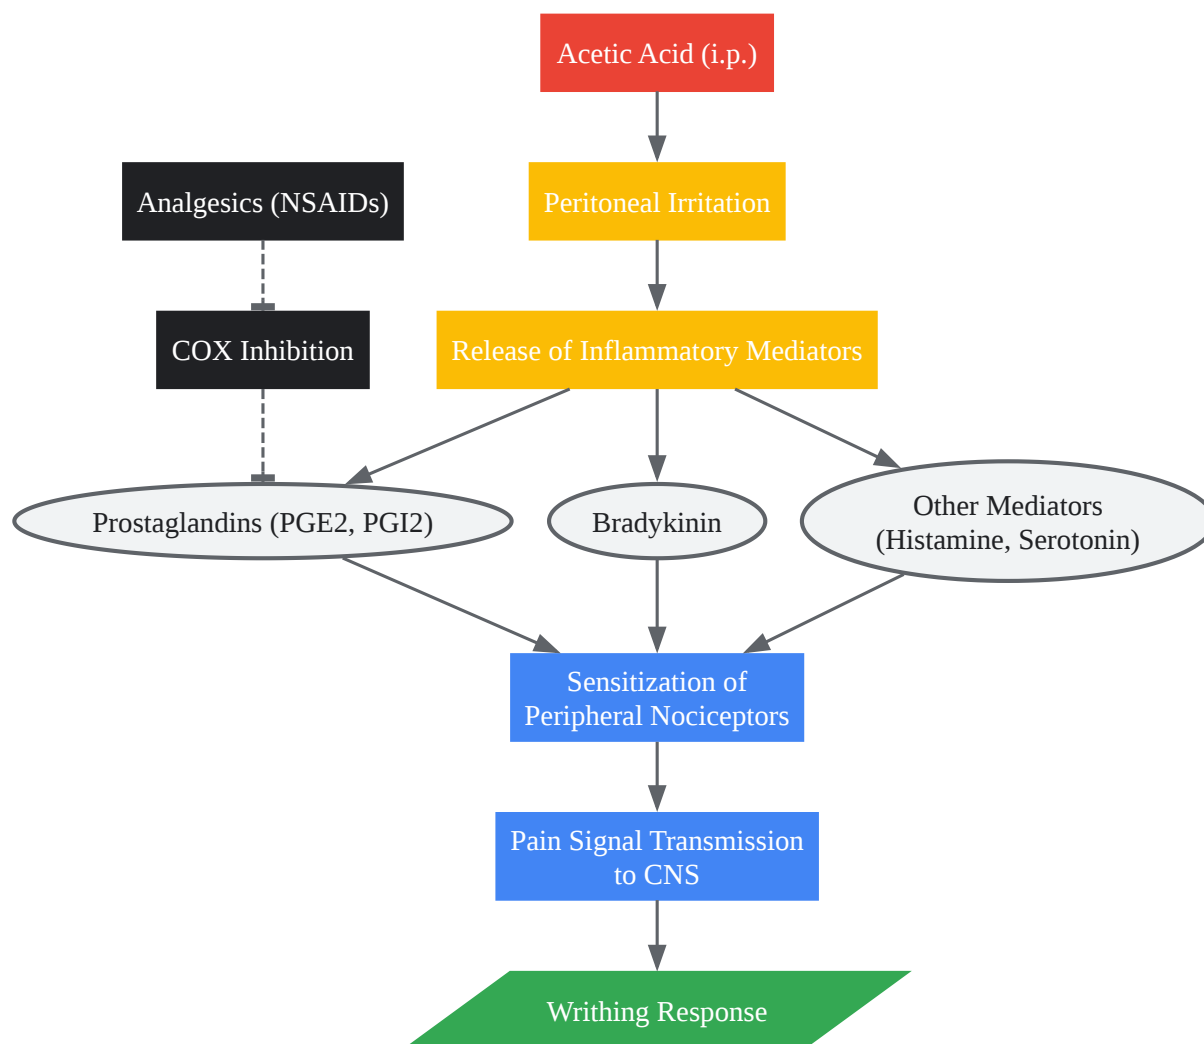 Acetic Acid (i.p.)
Analgesics (NSAIDs)
Peritoneal Irritation
COX Inhibition
Release of Inflammatory Mediators
Prostaglandins (PGE2, PGI2)
Bradykinin
Other Mediators
(Histamine, Serotonin)
Sensitization of
Peripheral Nociceptors
Pain Signal Transmission
to CNS
Writhing Response